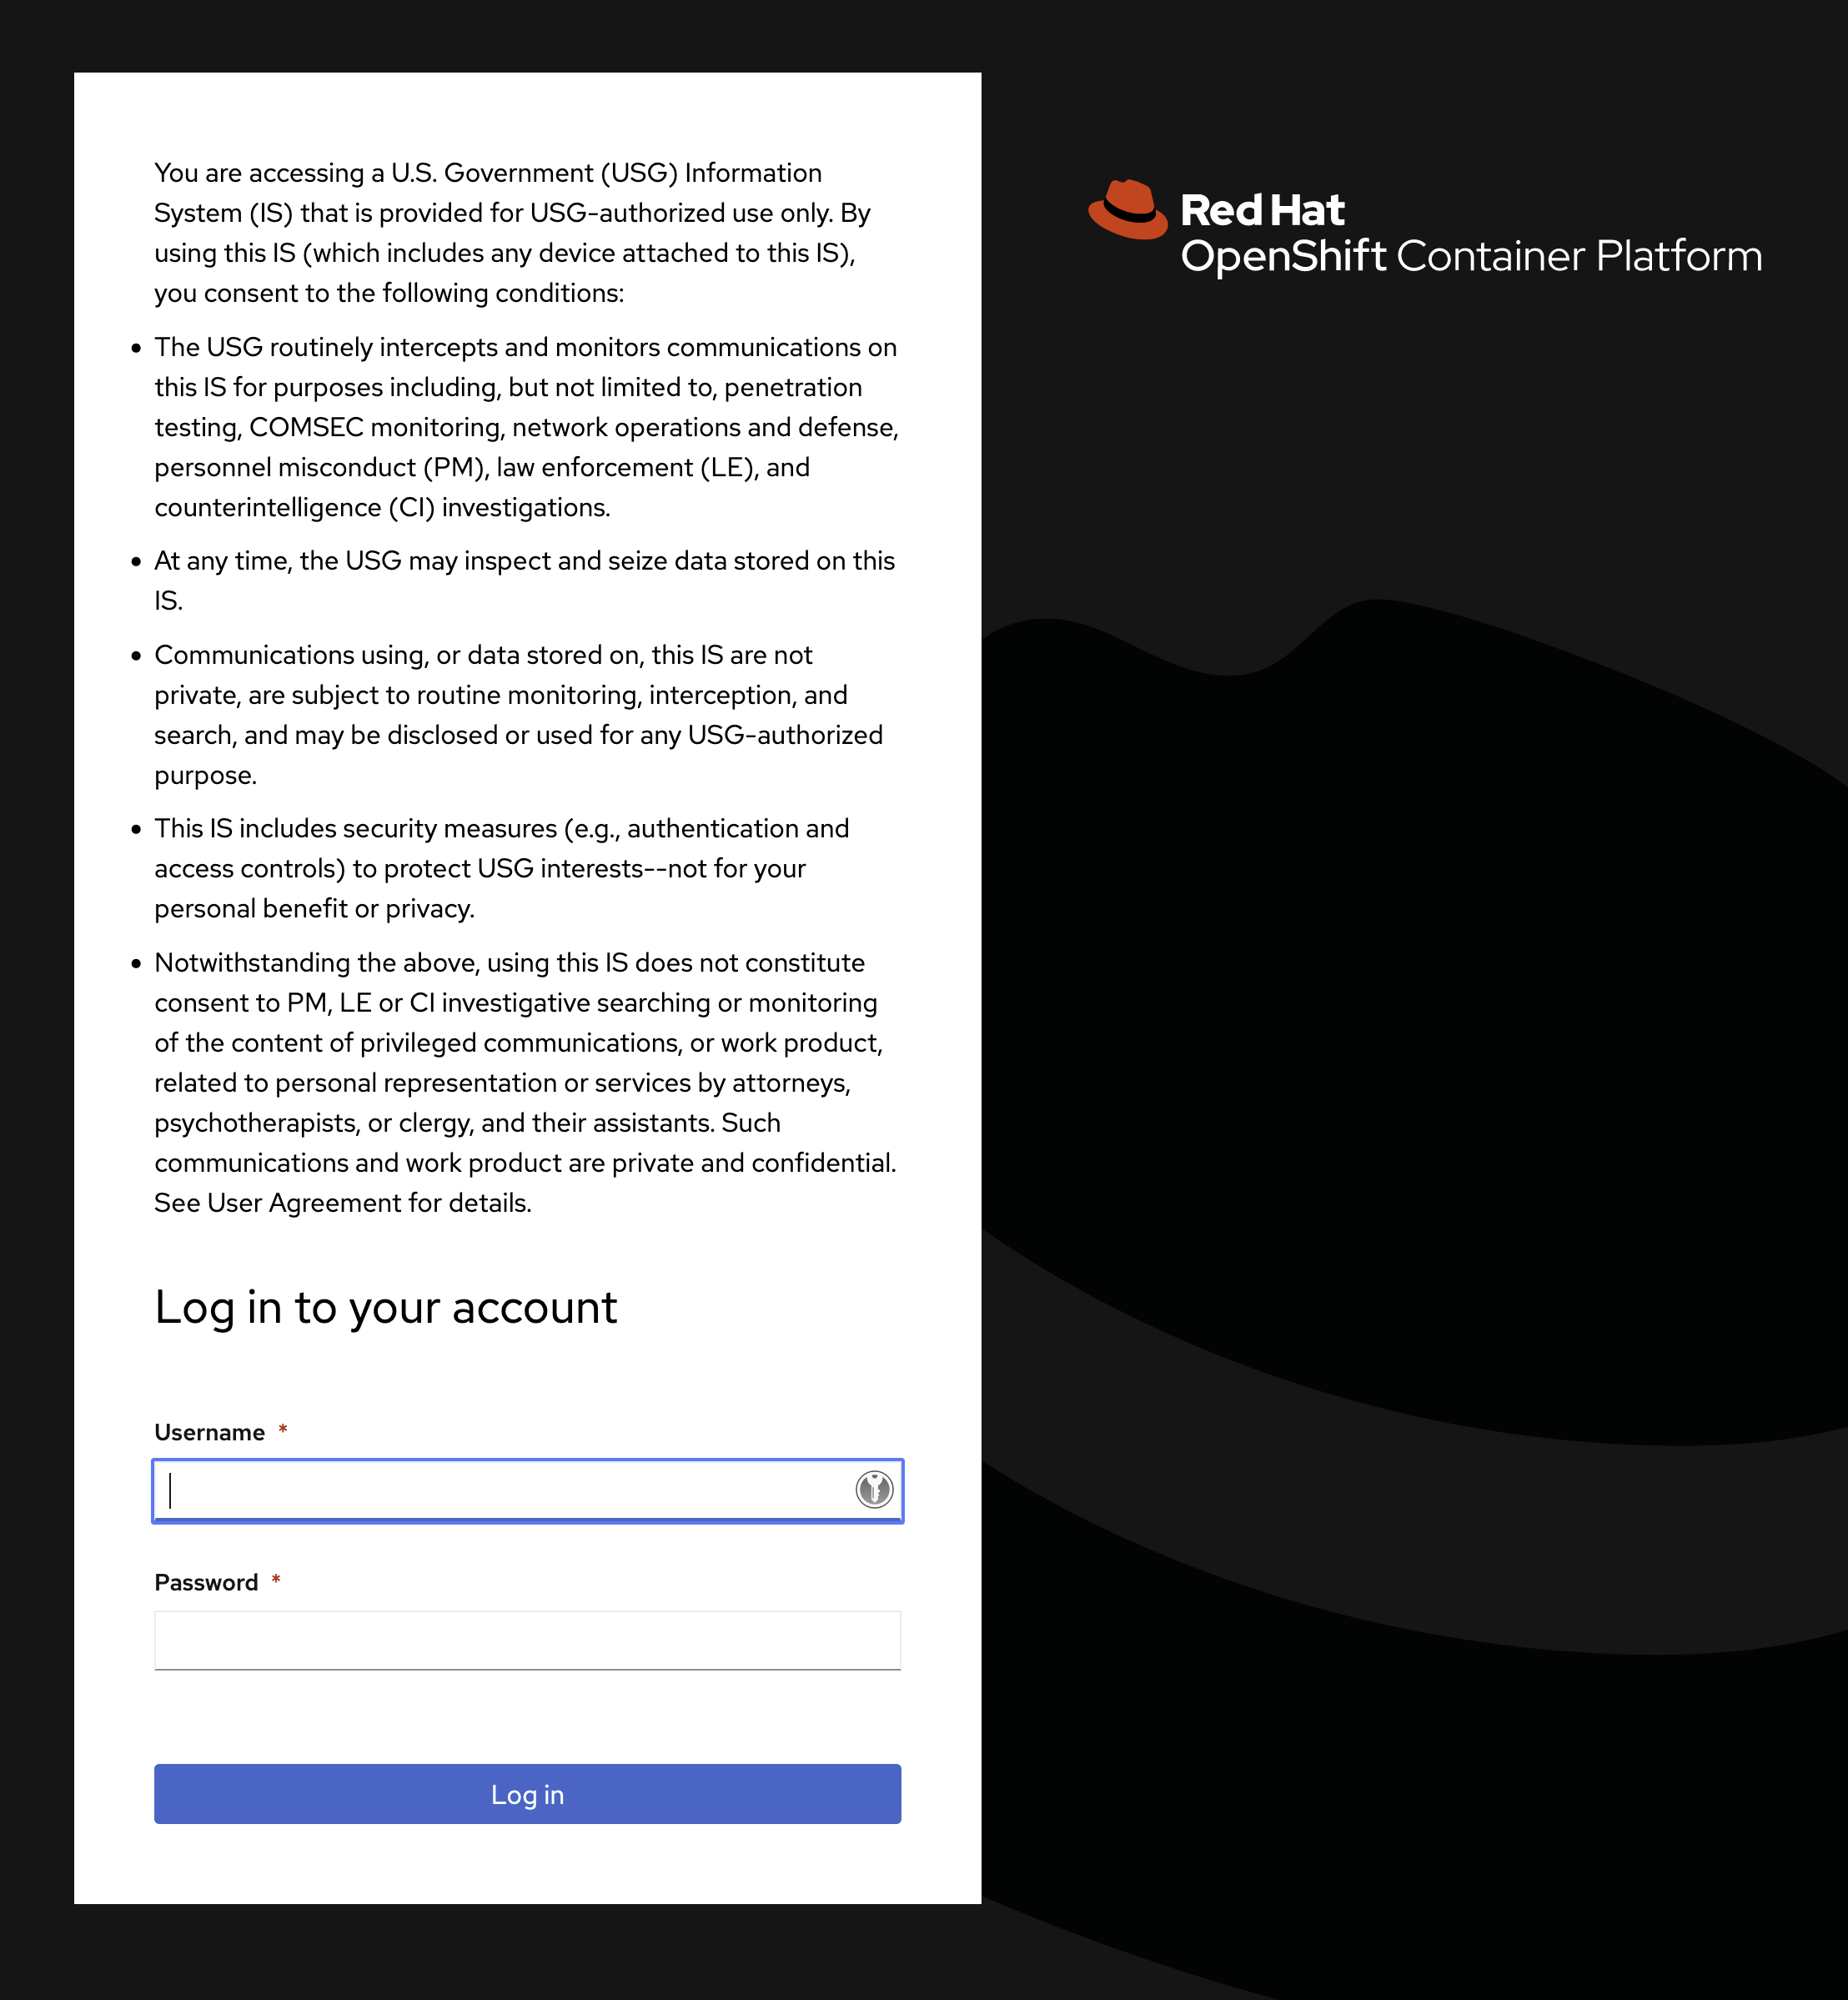 You are accessing a U.S. Government (USG) Information
System (IS) that is provided for USG-authorized use only. By
using this IS (which includes any device attached to this IS),
you consent to the following conditions:
• The USG routinely intercepts and monitors communications on
this IS for purposes including, but not limited to, penetration
testing, COMSEC monitoring, network operations and defense,
personnel misconduct (PM), law enforcement (LE), and
counterintelligence (CI) investigations.
• At any time, the USG may inspect and seize data stored on this
IS.
• Communications using, or data stored on, this IS are not
private, are subject to routine monitoring, interception, and
search, and may be disclosed or used for any USG-authorized
purpose.
• This IS includes security measures (e.g., authentication and
access controls) to protect USG interests--not for your
personal benefit or privacy.
• Notwithstanding the above, using this IS does not constitute
consent to PM, LE or CI investigative searching or monitoring
of the content of privileged communications, or work product,
related to personal representation or services by attorneys,
psychotherapists, or clergy, and their assistants. Such
communications and work product are private and confidential.
See User Agreement for details.
Log in to your account
Username *
Password *
Log in
Red Hat
OpenShift Container Platform